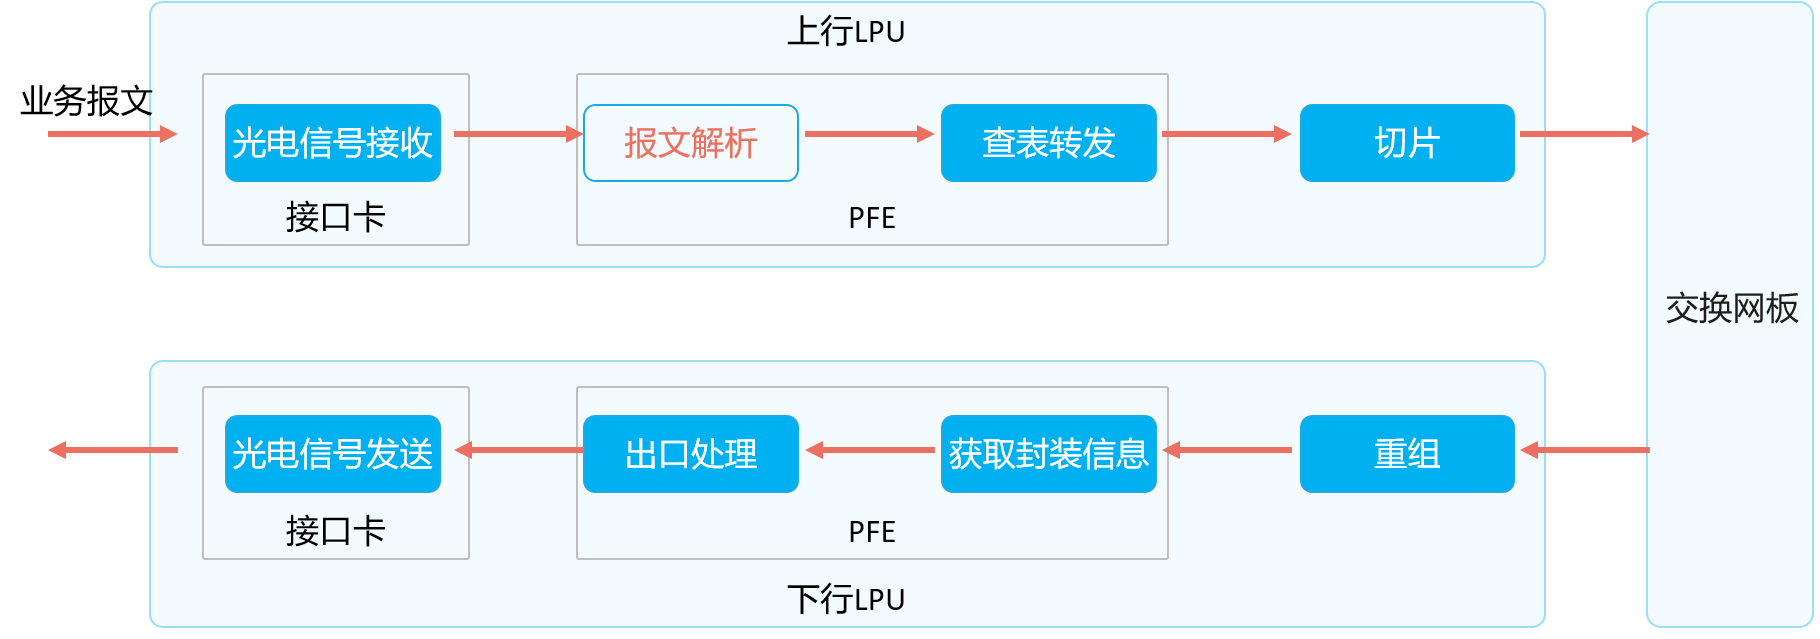 上行LPU
业务报文
光电信号接收
报文解析
查表转发
切片
接口卡
PFE
交换网板
光电信号发送
出口处理
获取封装信息
重组
接口卡
PFE
下行LPU